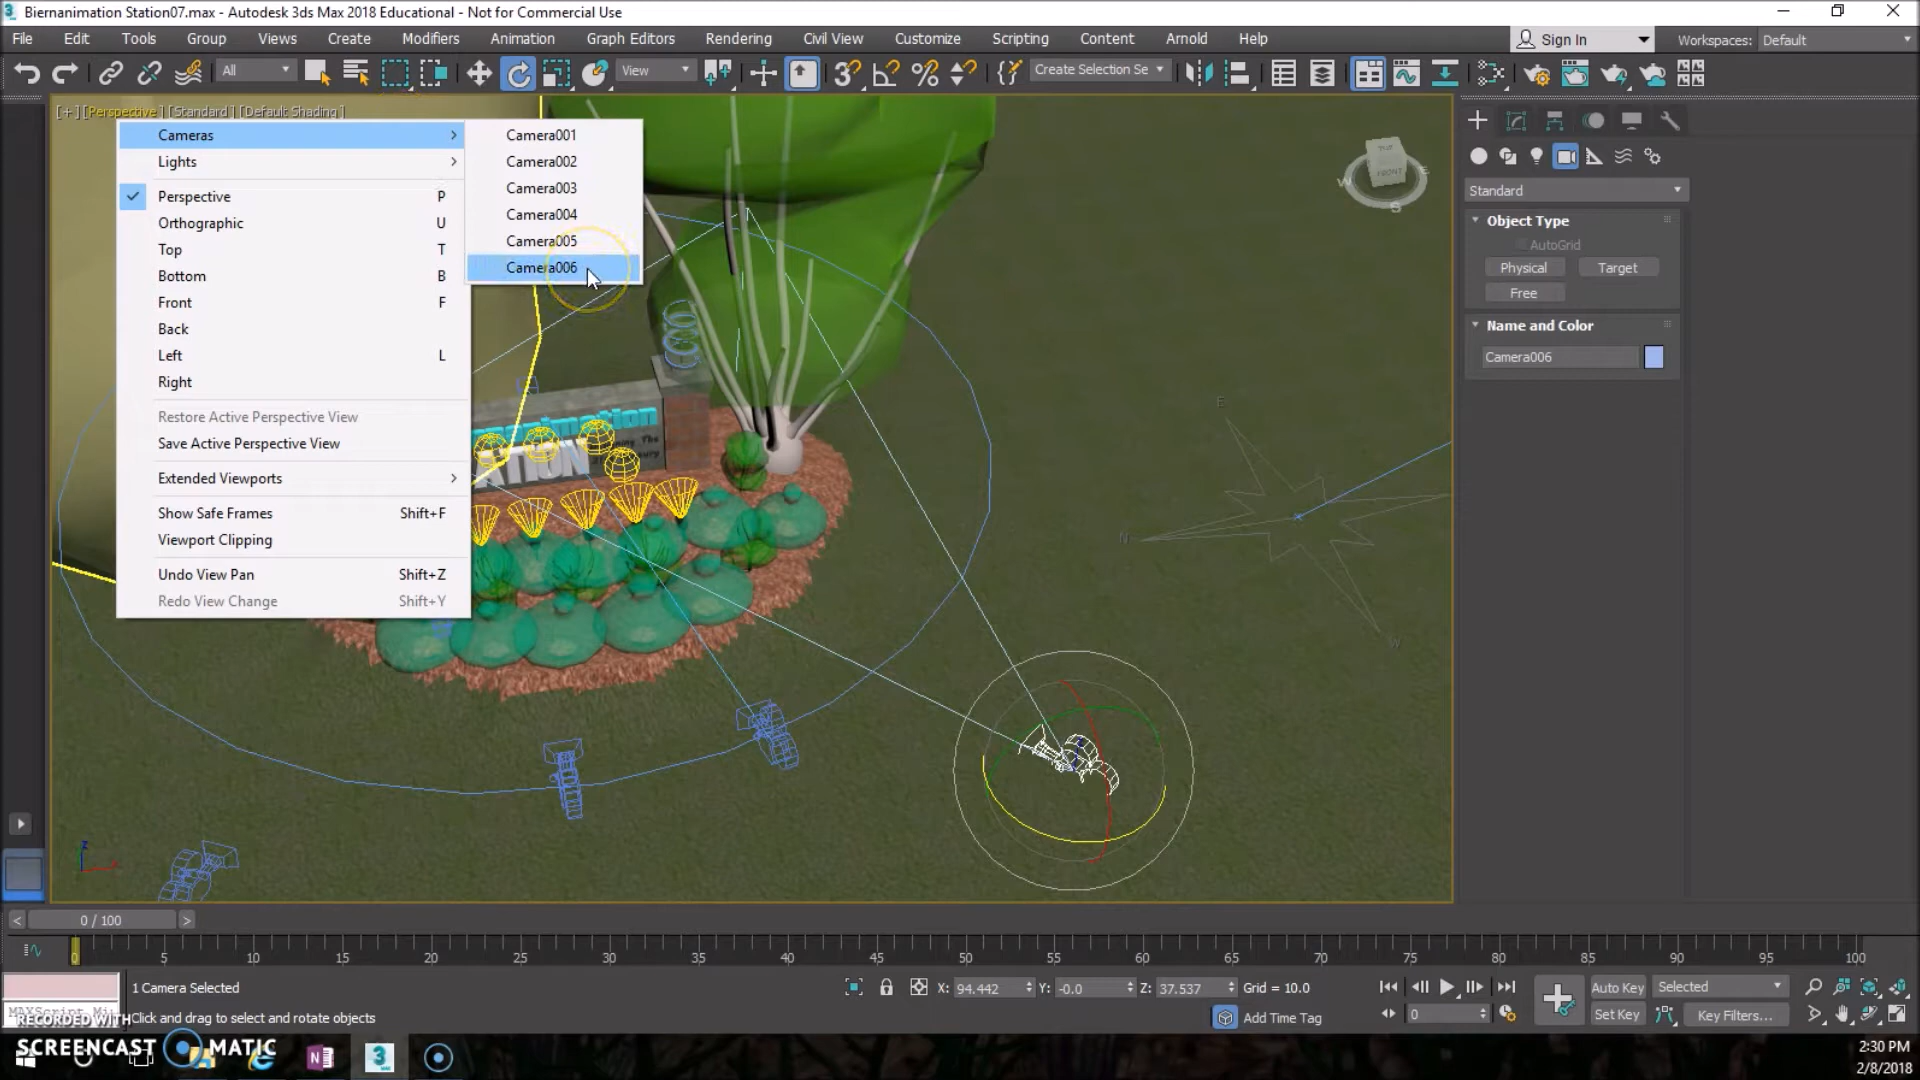 Biernanimation Station07.max - Autodesk 3ds Max 2018 Educational - Not for Commercial Use
File Edit Tools Group Views Create Modifiers Animation Graph Editors Rendering Civil View Customize Scripting Content Arnold Help Sign In Workspaces: Default
All View Create Selection Se
[+] [Perspective] [Standard] [Default Shading]
Cameras
Lights
Perspective P
Orthographic U
Top T
Bottom B
Front F
Back
Left L
Right
Restore Active Perspective View
Save Active Perspective View
Extended Viewports
Show Safe Frames Shift+F
Viewport Clipping
Undo View Pan Shift+Z
Redo View Change Shift+Y
Camera001
Camera002
Camera003
Camera004
Camera005
Camera006
FRONT
W
S
E
N
Standard
Object Type
AutoGrid
Physical Target
Free
Name and Color
Camera006
0 / 100
0 5 10 15 20 25 30 35 40 45 50 55 60 65 70 75 80 85 90 95 100
1 Camera Selected
X: 94.442 Y: -0.0 Z: 37.537 Grid = 10.0
Auto Key Selected
MAXScript Mi
Click and drag to select and rotate objects
Add Time Tag
0
Set Key Key Filters...
RECORDED WITH
SCREENCAST MATIC
2:30 PM
2/8/2018